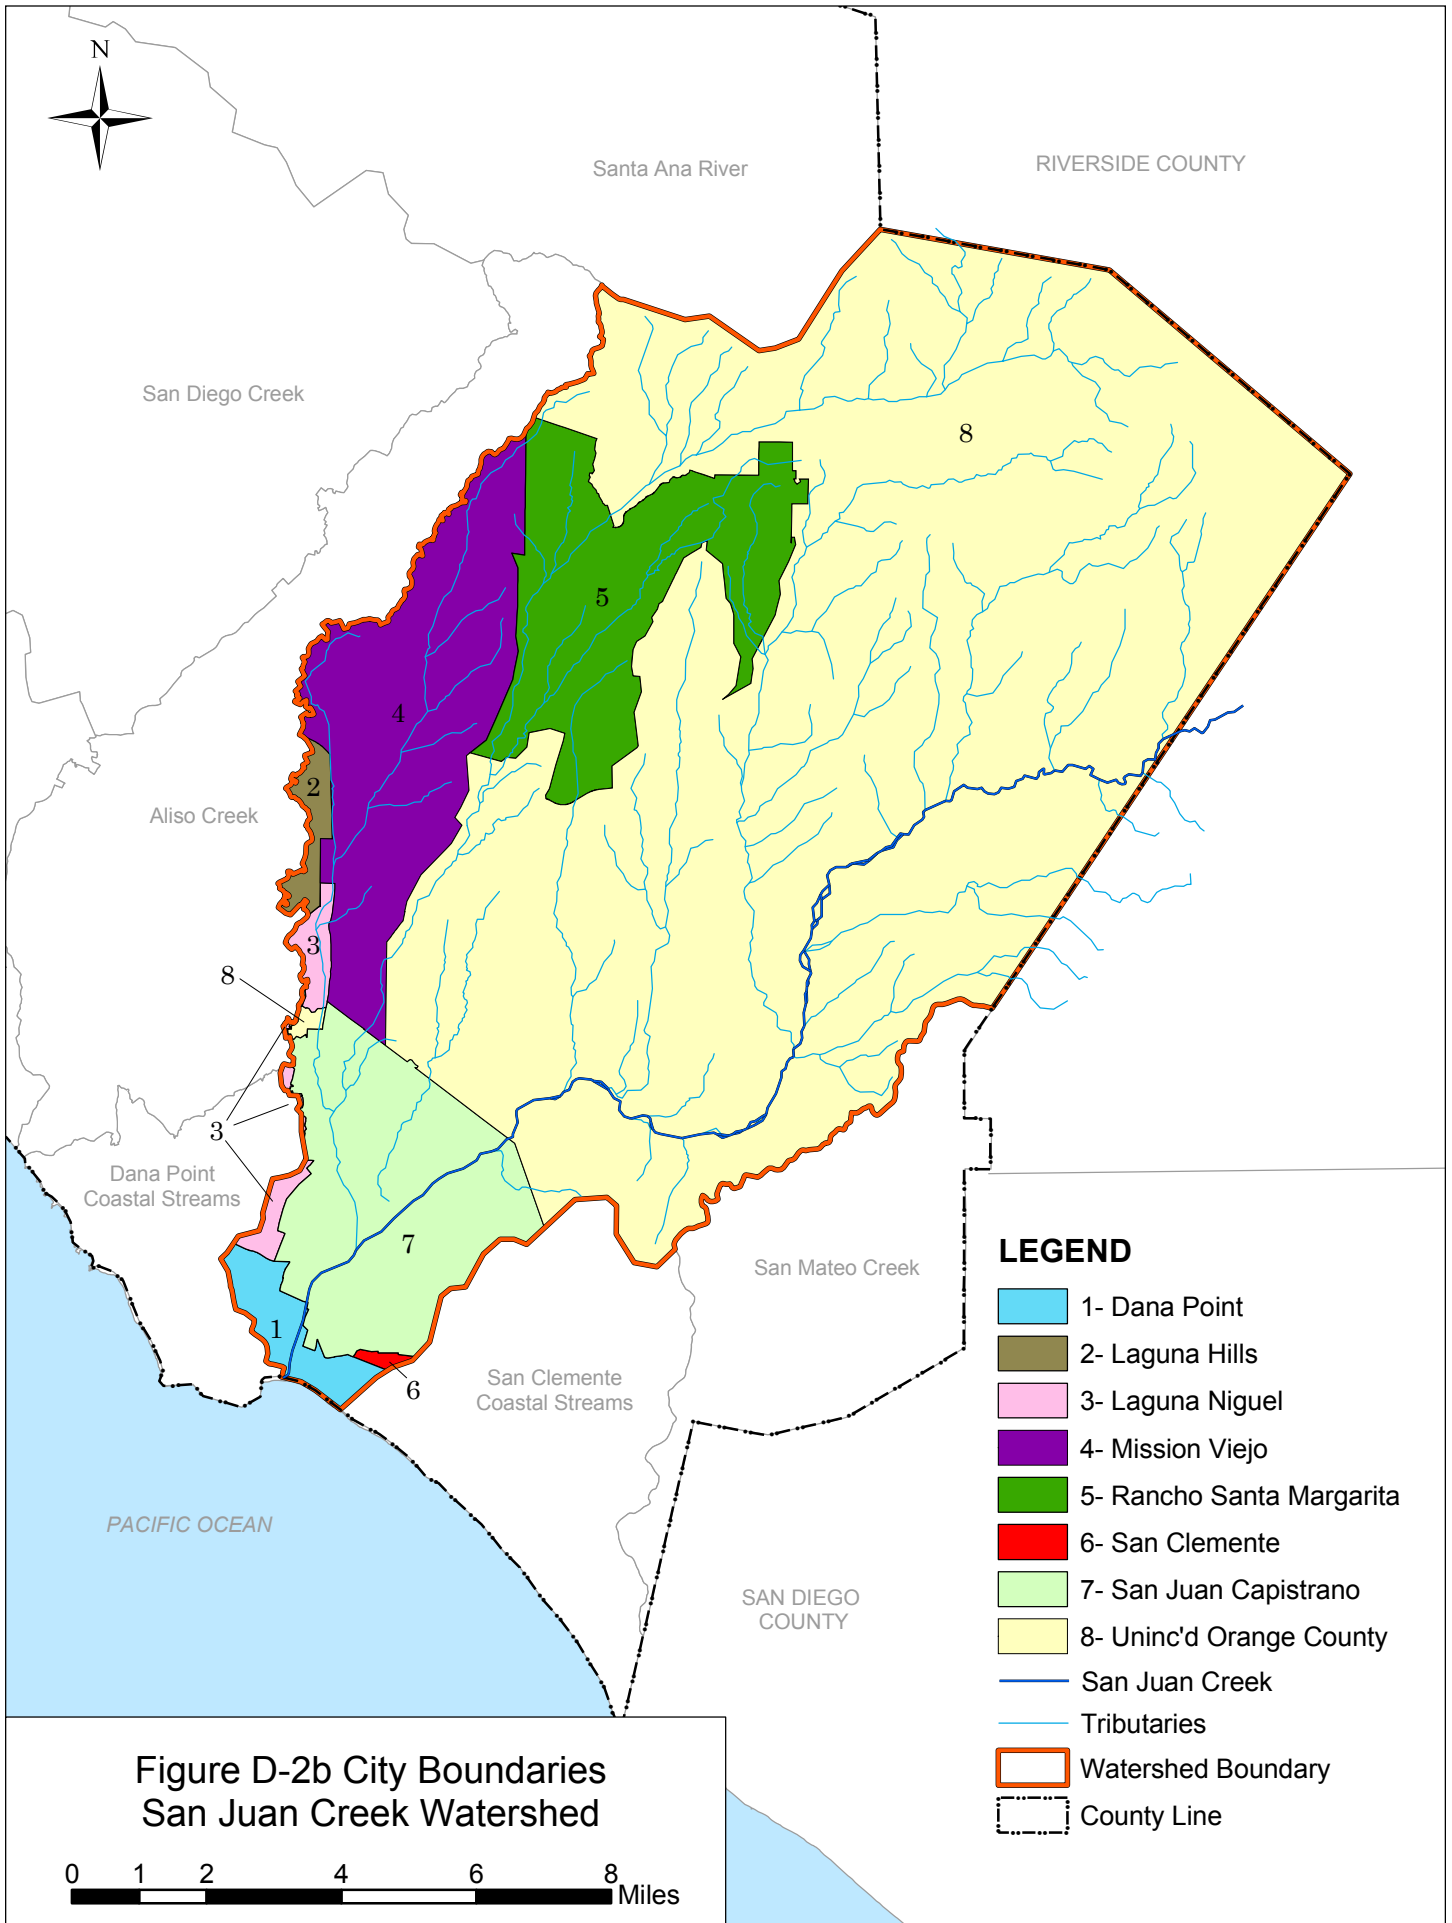 N
Santa Ana River
RIVERSIDE COUNTY
San Diego Creek
8
5
4
2
Aliso Creek
3
8
3
Dana Point
Coastal Streams
7
San Mateo Creek
1
6
San Clemente
Coastal Streams
PACIFIC OCEAN
SAN DIEGO
COUNTY
LEGEND
1- Dana Point
2- Laguna Hills
3- Laguna Niguel
4- Mission Viejo
5- Rancho Santa Margarita
6- San Clemente
7- San Juan Capistrano
8- Uninc'd Orange County
San Juan Creek
Tributaries
Watershed Boundary
County Line
Figure D-2b City Boundaries
San Juan Creek Watershed
0 1 2 4 6 8
Miles